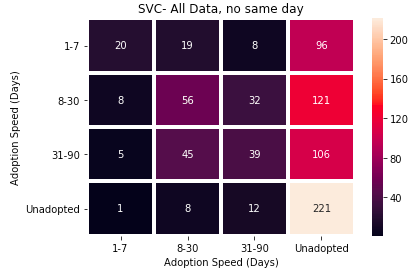 SVC- All Data, no same day
Adoption Speed (Days)
1-7 20 19 8 96
8-30 8 56 32 121
31-90 5 45 39 106
Unadopted 1 8 12 221
1-7 8-30 31-90 Unadopted
Adoption Speed (Days)
200
160
120
80
40